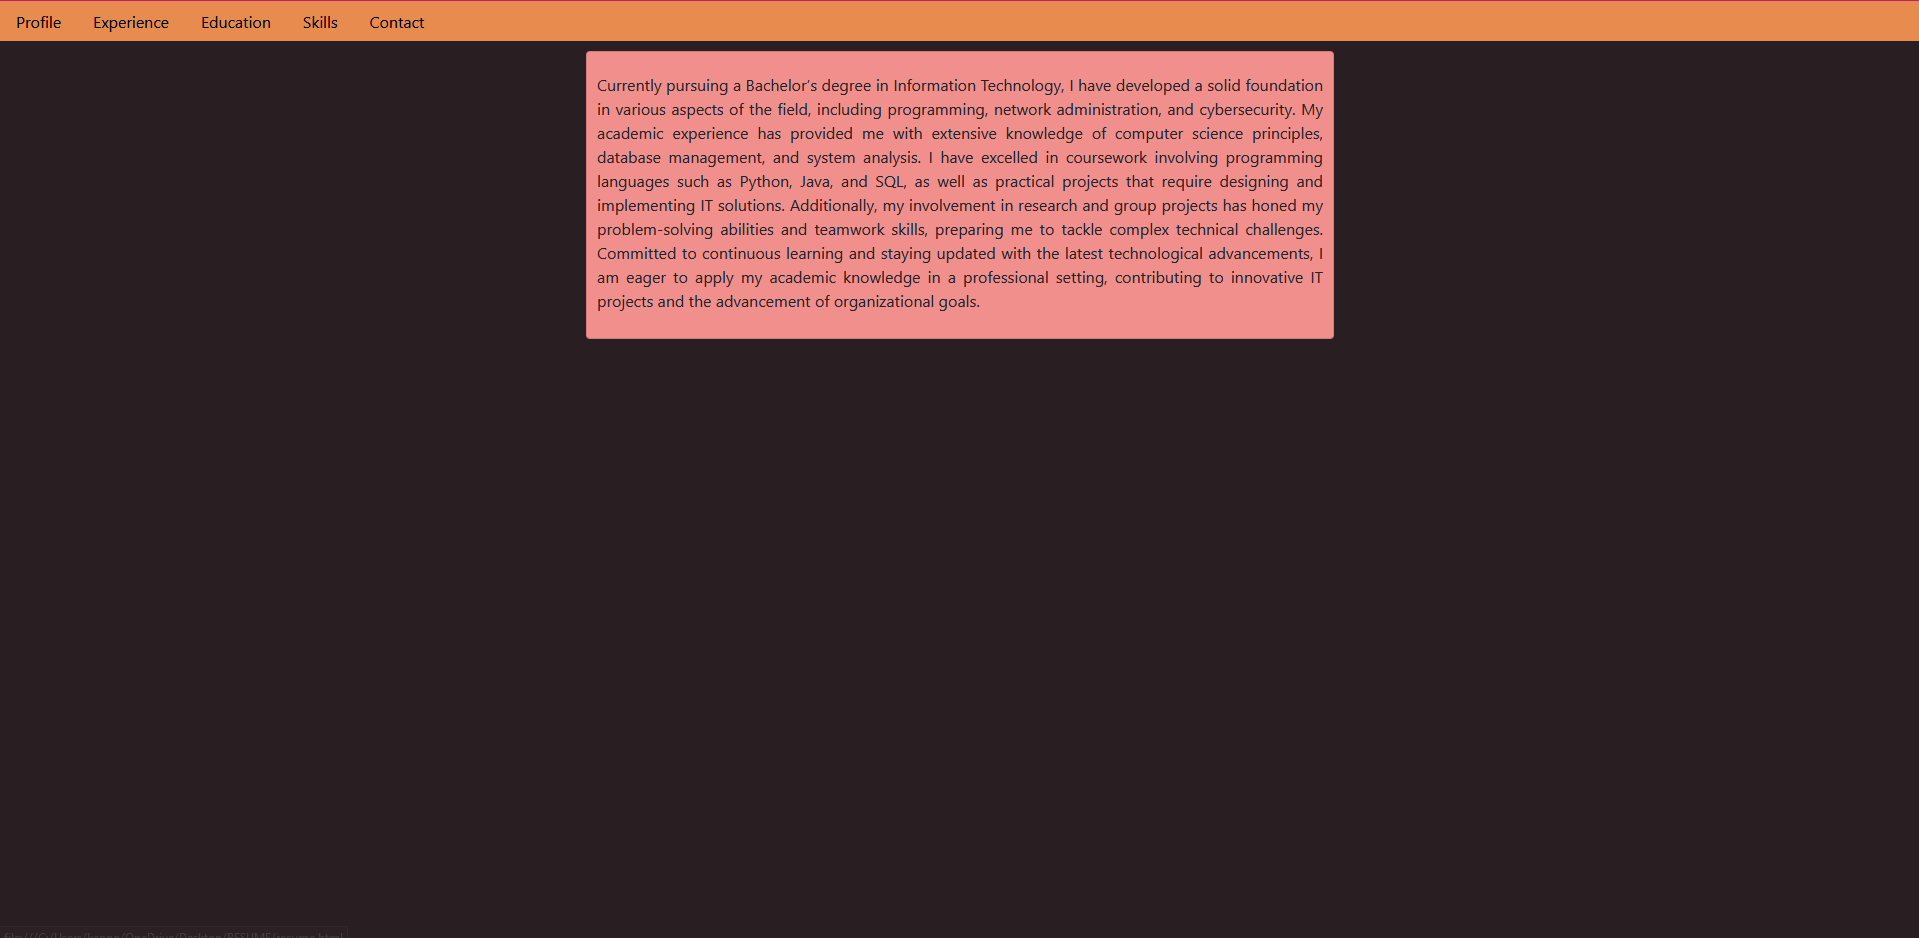 Profile Experience Education Skills Contact
Currently pursuing a Bachelor's degree in Information Technology, I have developed a solid foundation
in various aspects of the field, including programming, network administration, and cybersecurity. My
academic experience has provided me with extensive knowledge of computer science principles,
database management, and system analysis. I have excelled in coursework involving programming
languages such as Python, Java, and SQL, as well as practical projects that require designing and
implementing IT solutions. Additionally, my involvement in research and group projects has honed my
problem-solving abilities and teamwork skills, preparing me to tackle complex technical challenges.
Committed to continuous learning and staying updated with the latest technological advancements, I
am eager to apply my academic knowledge in a professional setting, contributing to innovative IT
projects and the advancement of organizational goals.